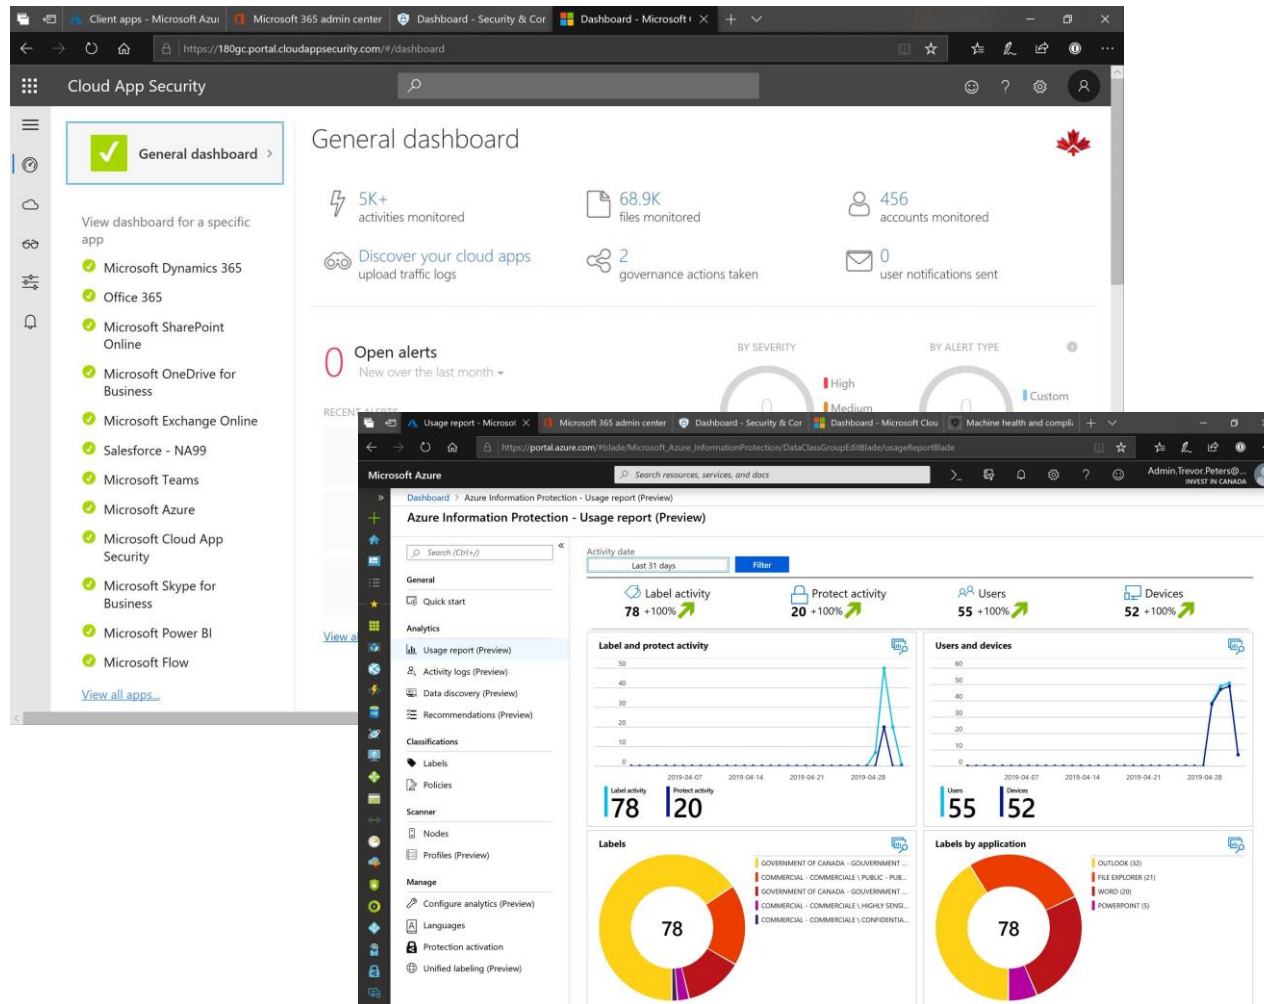 Client apps - Microsoft Azu
Microsoft 365 admin center
Dashboard - Security & Cor
Dashboard - Microsoft
https://180gc.portal.cloudappsecurity.com/#/dashboard
Cloud App Security
General dashboard
View dashboard for a specific
app
Microsoft Dynamics 365
Office 365
Microsoft SharePoint
Online
Microsoft OneDrive for
Business
Microsoft Exchange Online
Salesforce - NA99
Microsoft Teams
Microsoft Azure
Microsoft Cloud App
Security
Microsoft Skype for
Business
Microsoft Power BI
Microsoft Flow
View all apps...
General dashboard
5K+
activities monitored
68.9K
files monitored
456
accounts monitored
Discover your cloud apps
upload traffic logs
2
governance actions taken
0
user notifications sent
0 Open alerts
New over the last month
BY SEVERITY
BY ALERT TYPE
0
High
Medium
Custom
RECENT ALERTS
View al
Usage report - Microsof
Microsoft 365 admin center
Dashboard - Security & Cor
Dashboard - Microsoft Clou
Machine health and compli
https://portal.azure.com/#blade/Microsoft_Azure_InformationProtection/DataClassGroupEditBlade/usageReportBlade
Microsoft Azure
Search resources, services, and docs
Admin.Trevor.Peters@...
INVEST IN CANADA
Dashboard > Azure Information Protection - Usage report (Preview)
Azure Information Protection - Usage report (Preview)
Search (Ctrl+/)
General
Quick start
Analytics
Usage report (Preview)
Activity logs (Preview)
Data discovery (Preview)
Recommendations (Preview)
Classifications
Labels
Policies
Scanner
Nodes
Profiles (Preview)
Manage
Configure analytics (Preview)
Languages
Protection activation
Unified labeling (Preview)
Activity date
Last 31 days
Filter
Label activity
78 +100%
Protect activity
20 +100%
Users
55 +100%
Devices
52 +100%
Label and protect activity
50
40
30
20
10
0
2019-04-07 2019-04-14 2019-04-21 2019-04-28
Label activity
78
Protect activity
20
Users and devices
60
50
40
30
20
10
0
2019-04-07 2019-04-14 2019-04-21 2019-04-28
Users
55
Devices
52
Labels
78
GOVERNMENT OF CANADA - GOUVERNMENT ...
COMMERCIAL - COMMERCIALE \ PUBLIC - PUB...
GOVERNMENT OF CANADA - GOUVERNMENT...
COMMERCIAL - COMMERCIALE \ HIGHLY SENSI...
COMMERCIAL - COMMERCIALE \ CONFIDENTIA...
Labels by application
78
OUTLOOK (32)
FILE EXPLORER (21)
WORD (20)
POWERPOINT (5)